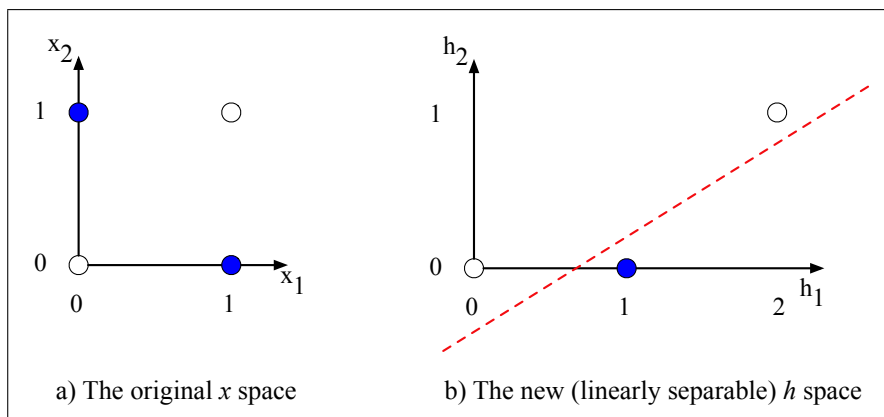 x2
1
0
x1
0
1
a) The original x space
h2
1
0
h1
0
1
2
b) The new (linearly separable) h space